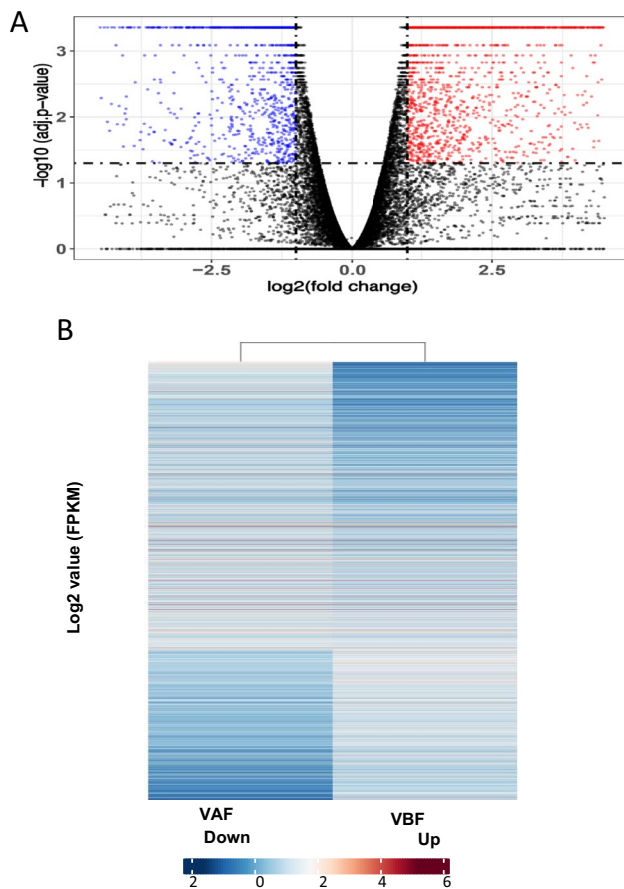 A
3
2
1
0
-log10 (adj.p-value)
−2.5 0.0 2.5
log2(fold change)
B
Log2 value (FPKM)
VAF VBF
Down Up
2 0 2 4 6